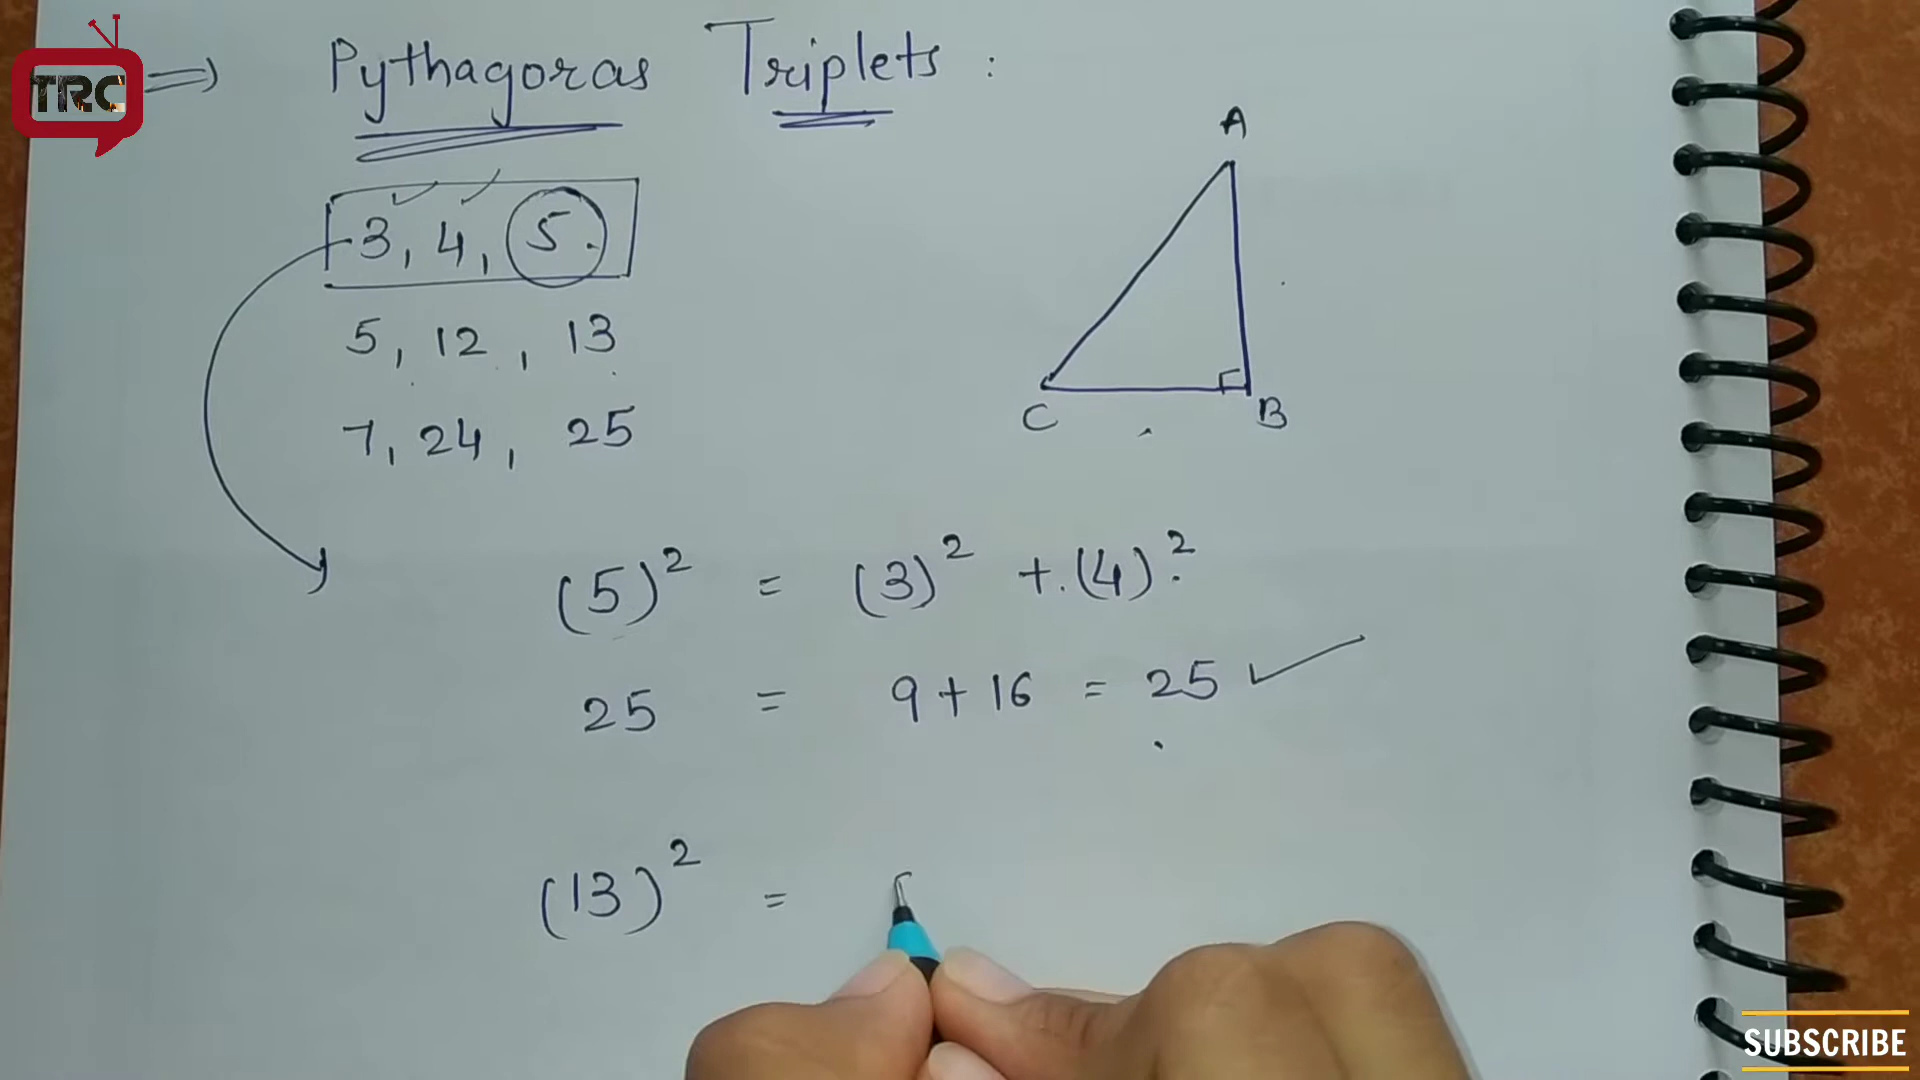 TRC
⇒ Pythagoras Triplets :
3, 4, 5.
5, 12, 13
7, 24, 25
A
C
B
(5)² = (3)² + (4)²
25 = 9 + 16 = 25 ✓
(13)² =
SUBSCRIBE